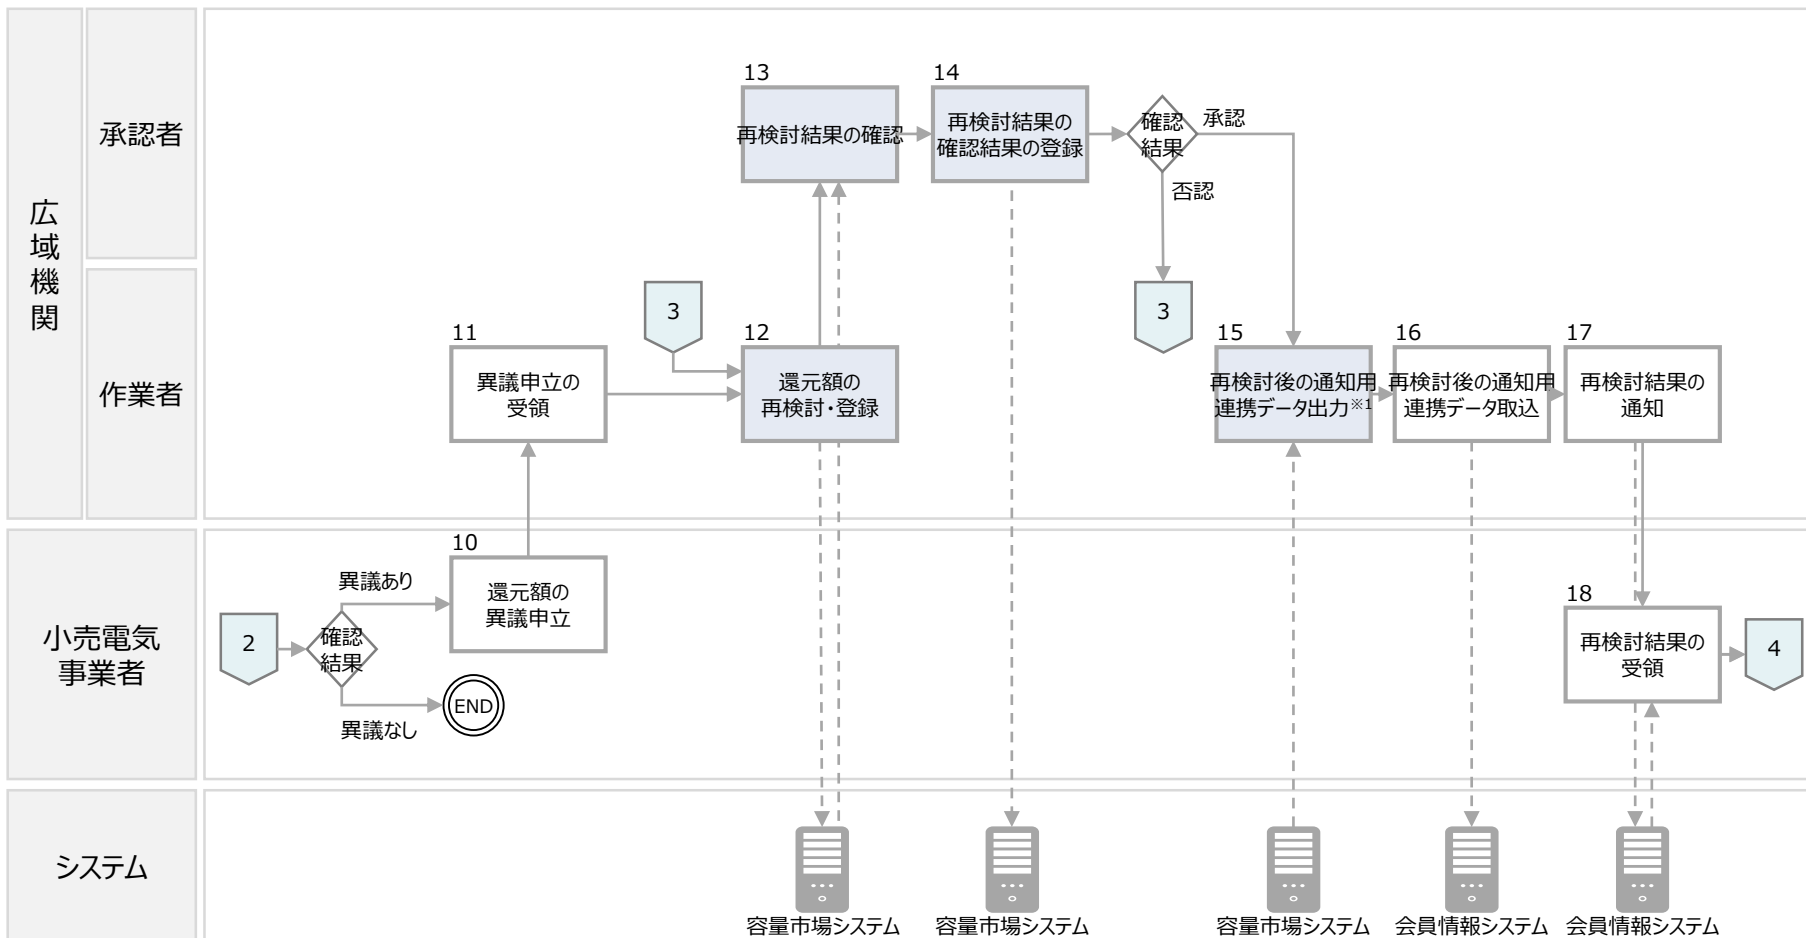 広域機関
承認者
13
再検討結果の確認
14
再検討結果の
確認結果の登録
確認
結果
承認
否認
作業者
11
異議申立の
受領
3
12
還元額の
再検討・登録
3
15
再検討後の通知用
連携データ出力※1
16
再検討後の通知用
連携データ取込
17
再検討結果の
通知
小売電気
事業者
2
確認
結果
異議あり
異議なし
END
10
還元額の
異議申立
18
再検討結果の
受領
4
システム
容量市場システム
容量市場システム
容量市場システム
会員情報システム
会員情報システム